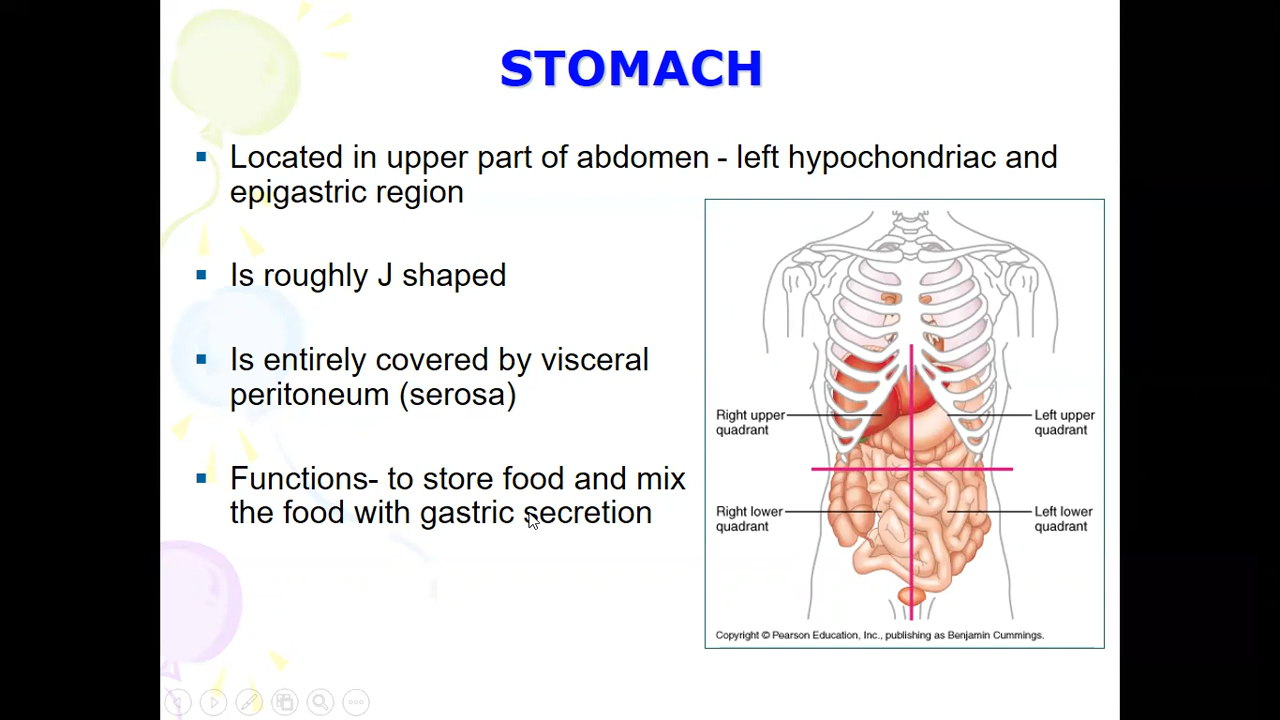 STOMACH
Located in upper part of abdomen - left hypochondriac and
epigastric region
Is roughly J shaped
Is entirely covered by visceral
peritoneum (serosa)
Functions- to store food and mix
the food with gastric secretion
Right upper
quadrant
Left upper
quadrant
Right lower
quadrant
Left lower
quadrant
Copyright © Pearson Education, Inc., publishing as Benjamin Cummings.